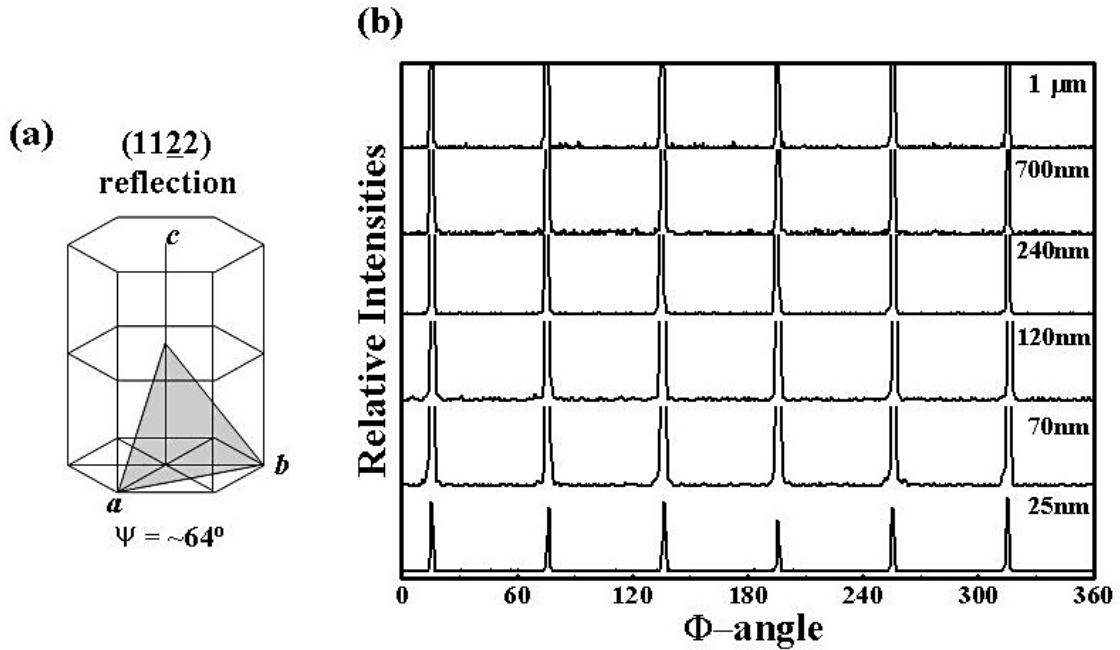 (a)
(112̲2)
reflection
c
b
a
Ψ = ~64º
(b)
Relative Intensities
1 μm
700nm
240nm
120nm
70nm
25nm
0 60 120 180 240 300 360
Φ–angle